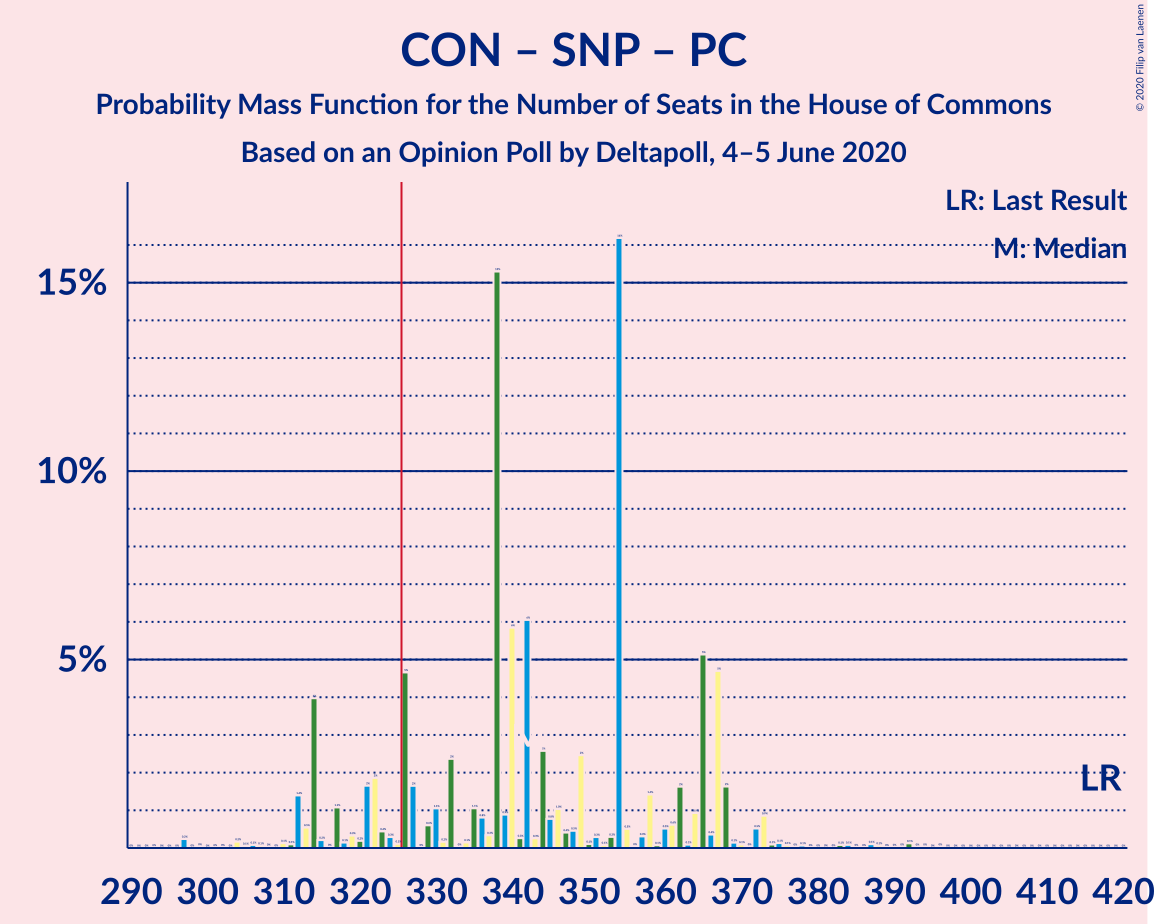 © 2020 Filip van Laenen
CON – SNP – PC
Probability Mass Function for the Number of Seats in the House of Commons
Based on an Opinion Poll by Deltapoll, 4–5 June 2020
LR: Last Result
M: Median
15%
10%
5%
LR
290 300 310 320 330 340 350 360 370 380 390 400 410 420